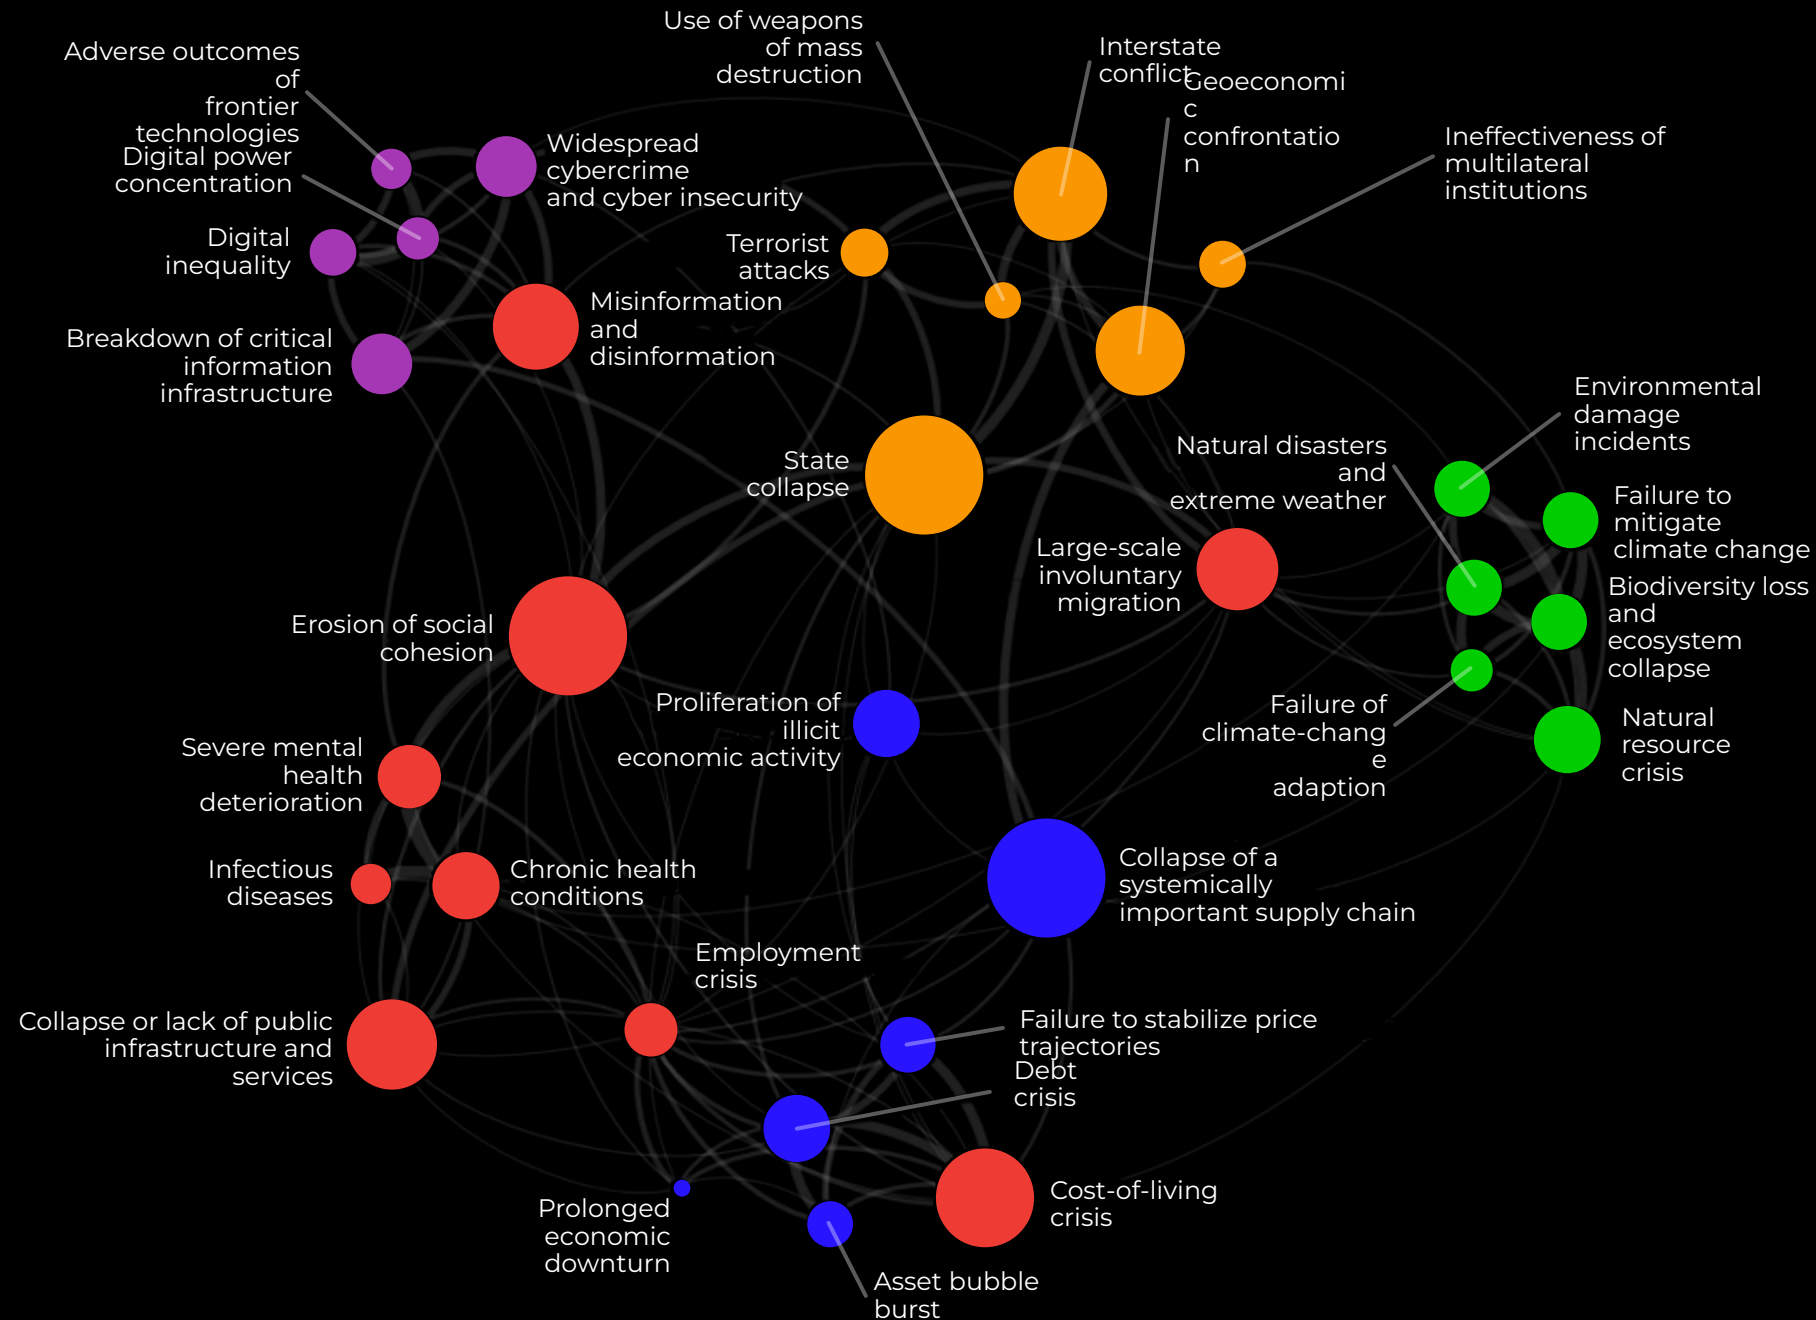 Use of weapons
of mass
destruction
Adverse outcomes
of
frontier
technologies
Interstate
conflict
Geoeconomi
c
confrontatio
n
Ineffectiveness of
multilateral
institutions
Digital power
concentration
Widespread
cybercrime
and cyber insecurity
Digital
inequality
Terrorist
attacks
Misinformation
and
disinformation
Breakdown of critical
information
infrastructure
Environmental
damage
incidents
Natural disasters
and
extreme weather
State
collapse
Failure to
mitigate
climate change
Large-scale
involuntary
migration
Biodiversity loss
and
ecosystem
collapse
Erosion of social
cohesion
Proliferation of
illicit
economic activity
Failure of
climate-chang
e
adaption
Natural
resource
crisis
Severe mental
health
deterioration
Infectious
diseases
Chronic health
conditions
Collapse of a
systemically
important supply chain
Employment
crisis
Collapse or lack of public
infrastructure and
services
Failure to stabilize price
trajectories
Debt
crisis
Prolonged
economic
downturn
Cost-of-living
crisis
Asset bubble
burst